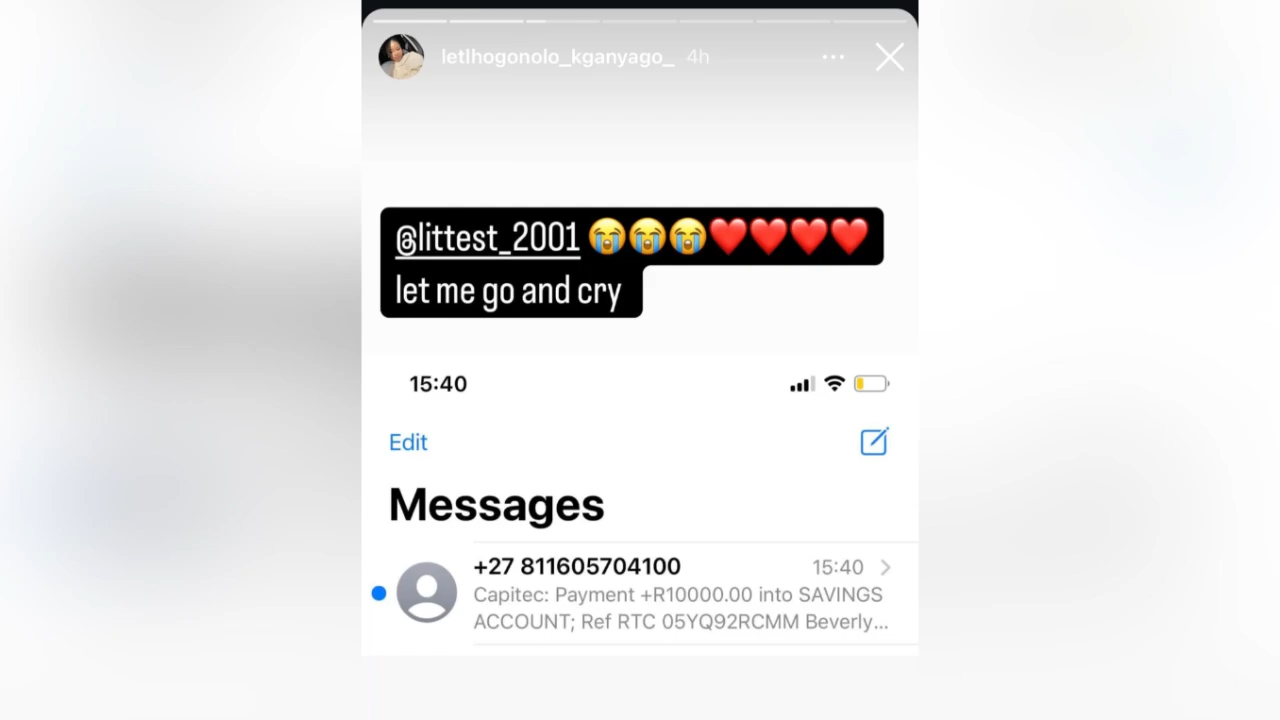 letlhogonolo_kganyago_ 4h
@littest_2001 😭😭😭❤️❤️❤️❤️
let me go and cry
15:40
Edit
Messages
+27 811605704100 15:40
Capitec: Payment +R10000.00 into SAVINGS
ACCOUNT; Ref RTC 05YQ92RCMM Beverly...